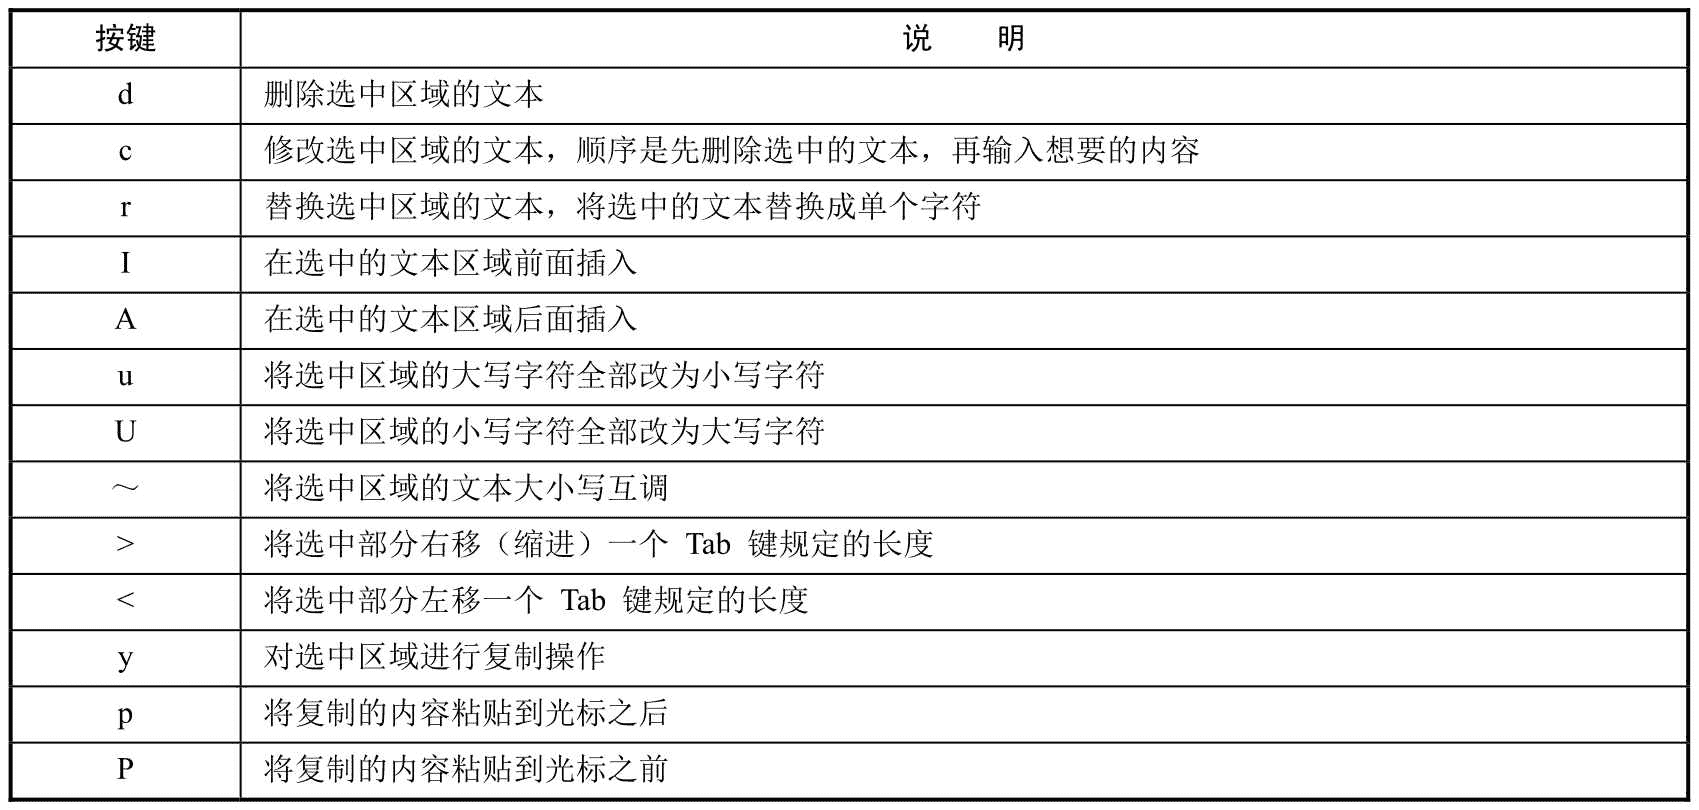 按键 说 明
d 删除选中区域的文本
c 修改选中区域的文本，顺序是先删除选中的文本，再输入想要的内容
r 替换选中区域的文本，将选中的文本替换成单个字符
I 在选中的文本区域前面插入
A 在选中的文本区域后面插入
u 将选中区域的大写字符全部改为小写字符
U 将选中区域的小写字符全部改为大写字符
～ 将选中区域的文本大小写互调
> 将选中部分右移（缩进）一个 Tab 键规定的长度
< 将选中部分左移一个 Tab 键规定的长度
y 对选中区域进行复制操作
p 将复制的内容粘贴到光标之后
P 将复制的内容粘贴到光标之前